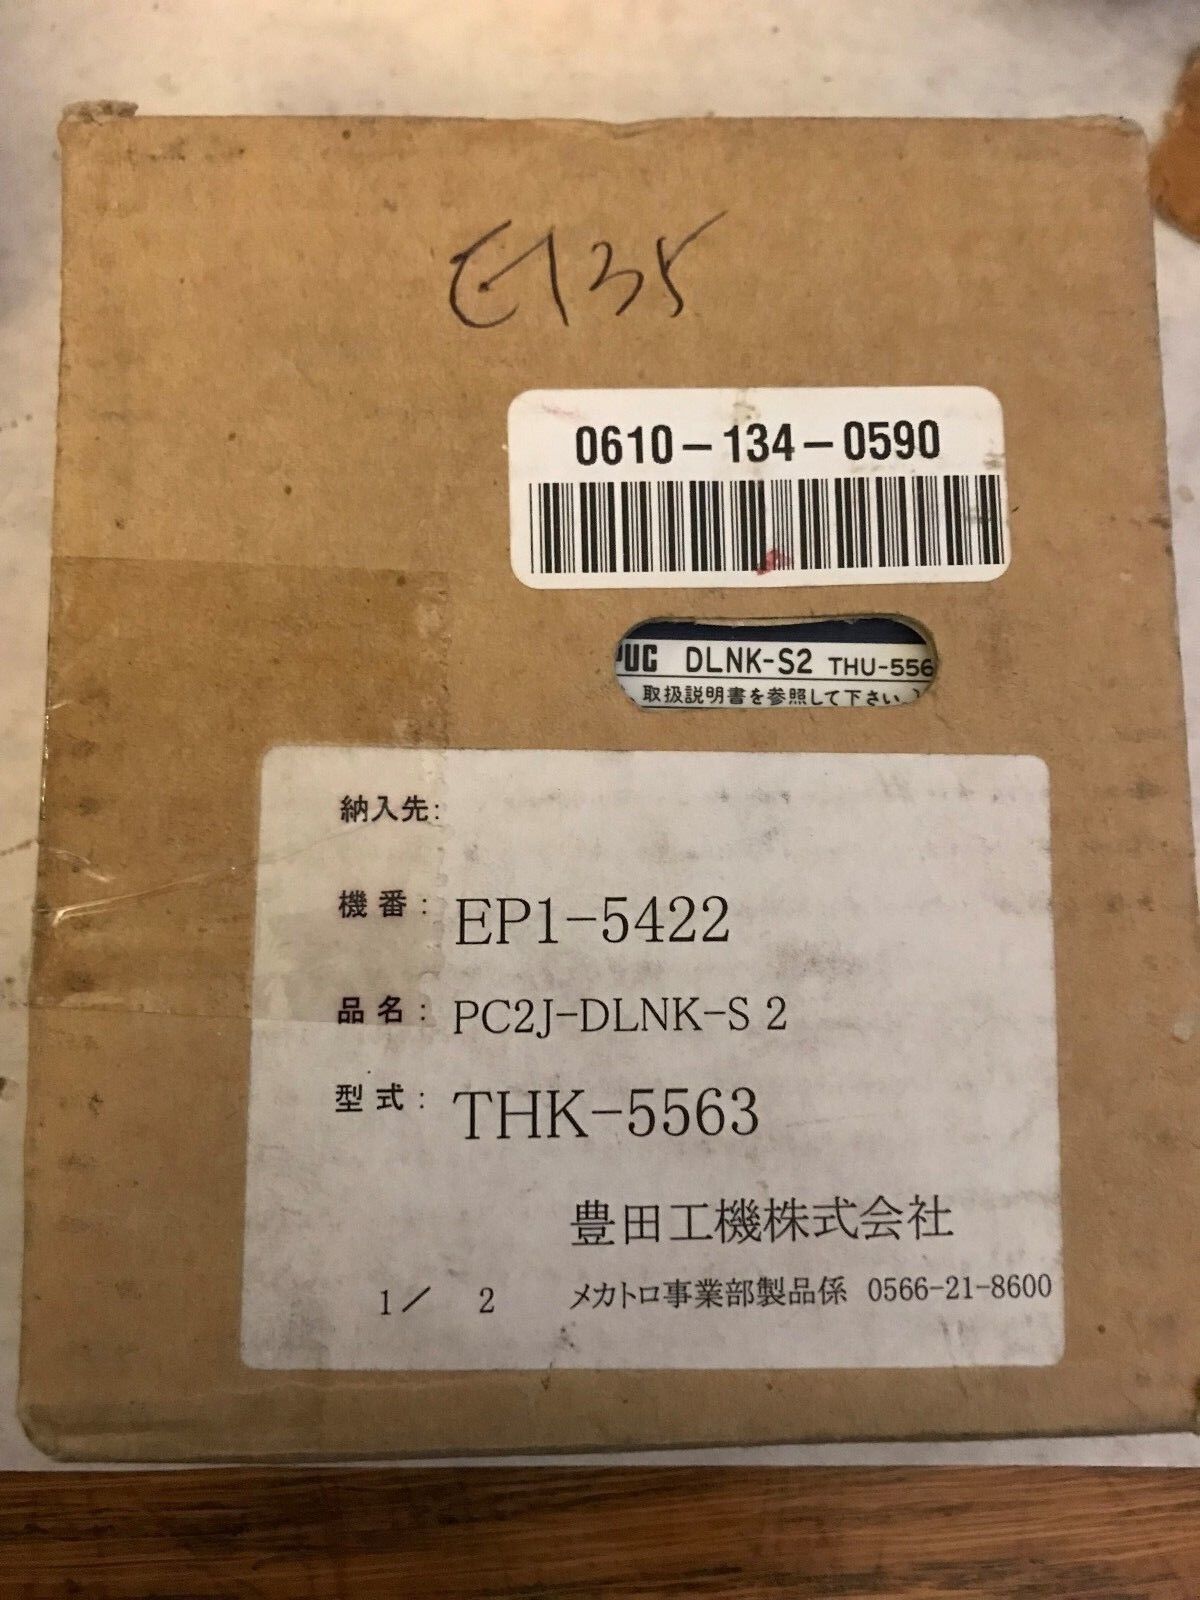 E135
0610-134-0590
PUC DLNK-S2 THU-556
取扱説明書を参照して下さい
納入先:
機番: EP1-5422
品名: PC2J-DLNK-S 2
型式: THK-5563
豊田工機株式会社
1/ 2 メカトロ事業部製品係 0566-21-8600